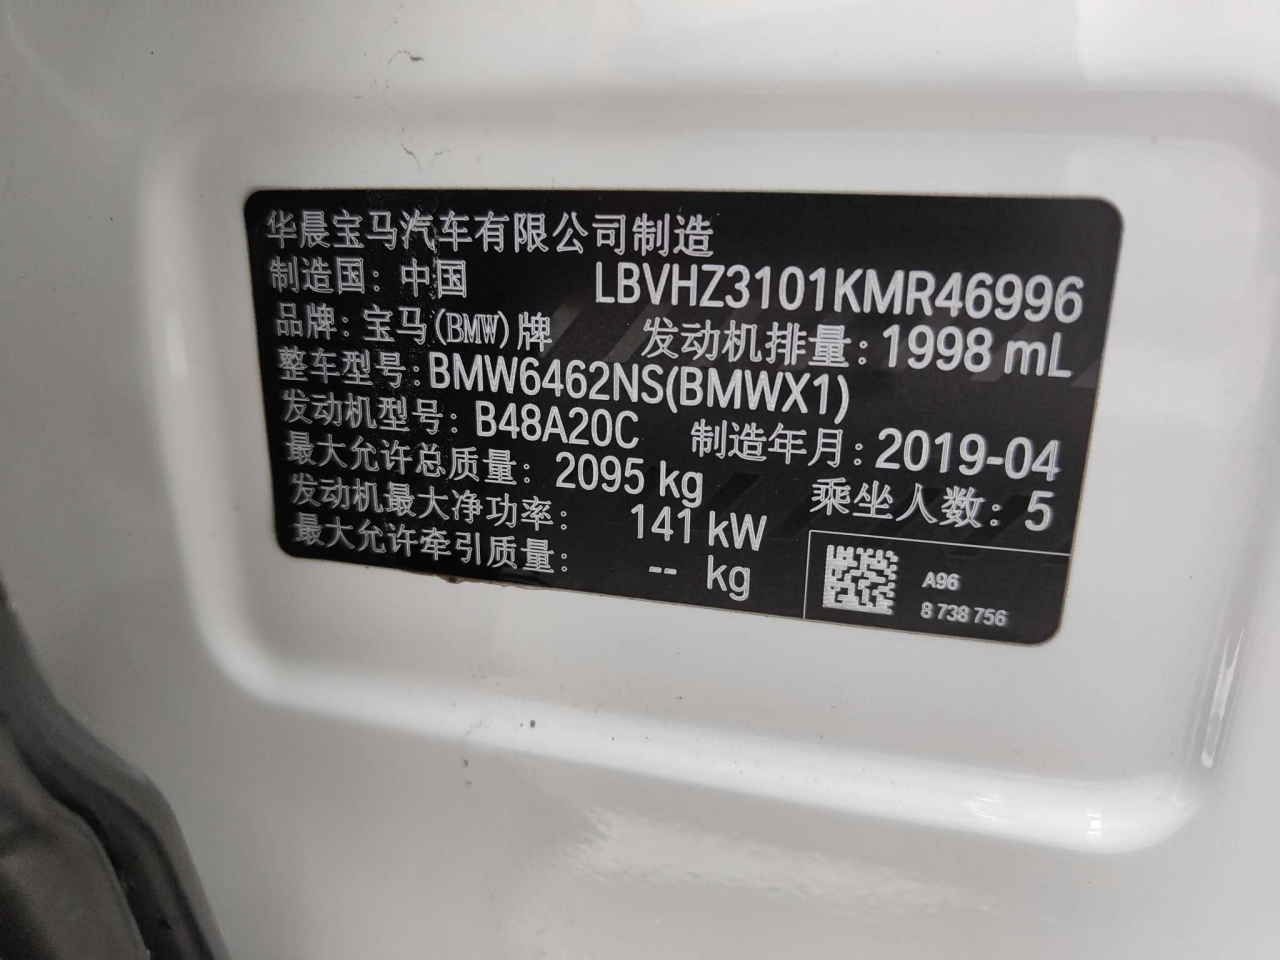 华晨宝马汽车有限公司制造
制造国：中国 LBVHZ3101KMR46996
品牌：宝马(BMW)牌 发动机排量：1998 mL
整车型号：BMW6462NS(BMWX1)
发动机型号：B48A20C 制造年月：2019-04
最大允许总质量：2095 kg 乘坐人数：5
发动机最大净功率： 141 kW
最大允许牵引质量： -- kg
A96
8 738 756